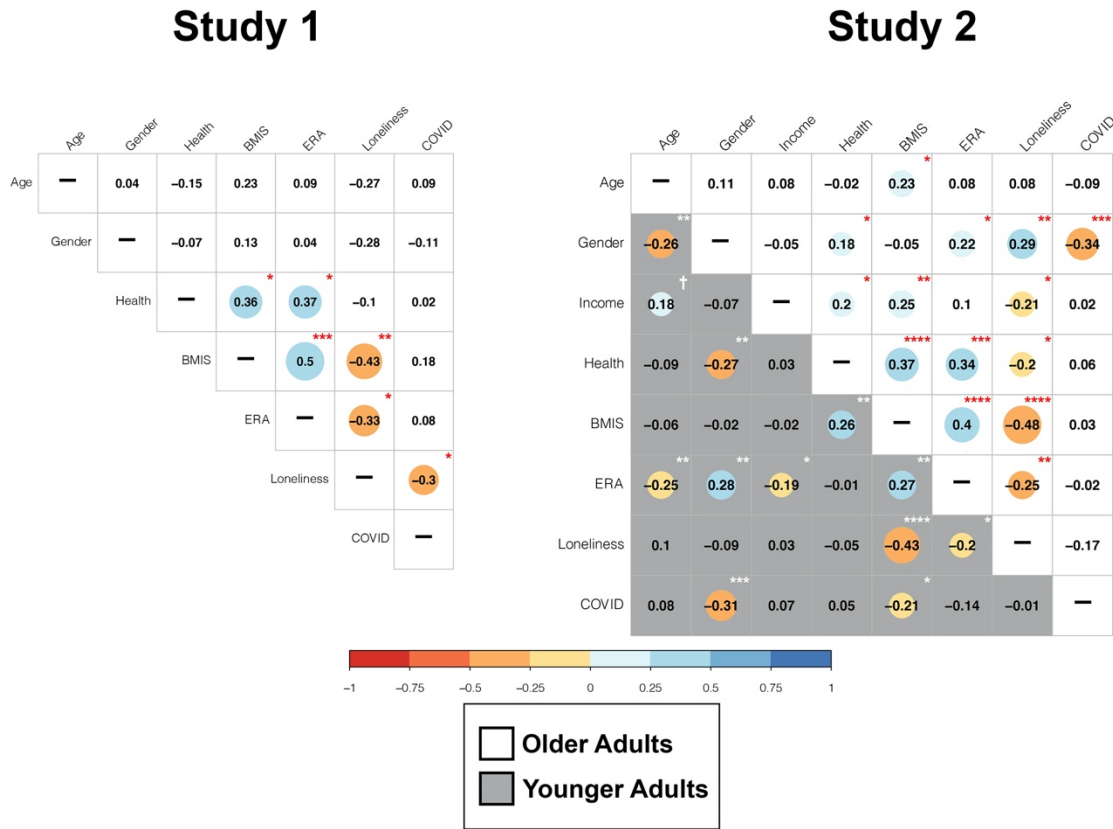 Study 1
Study 2
Age Gender Health BMIS ERA Loneliness COVID
Age — 0.04 −0.15 0.23 0.09 −0.27 0.09
Gender — −0.07 0.13 0.04 −0.28 −0.11
* *
Health — 0.36 0.37 −0.1 0.02
*** **
BMIS — 0.5 −0.43 0.18
*
ERA — −0.33 0.08
*
Loneliness — −0.3
COVID —
Age Gender Income Health BMIS ERA Loneliness COVID
*
Age — 0.11 0.08 −0.02 0.23 0.08 0.08 −0.09
** * * ** ***
Gender −0.26 — −0.05 0.18 −0.05 0.22 0.29 −0.34
† * ** *
Income 0.18 −0.07 — 0.2 0.25 0.1 −0.21 0.02
** **** *** *
Health −0.09 −0.27 0.03 — 0.37 0.34 −0.2 0.06
** **** ****
BMIS −0.06 −0.02 −0.02 0.26 — 0.4 −0.48 0.03
** ** * ** **
ERA −0.25 0.28 −0.19 −0.01 0.27 — −0.25 −0.02
**** *
Loneliness 0.1 −0.09 0.03 −0.05 −0.43 −0.2 — −0.17
*** *
COVID 0.08 −0.31 0.07 0.05 −0.21 −0.14 −0.01 —
−1 −0.75 −0.5 −0.25 0 0.25 0.5 0.75 1
Older Adults
Younger Adults